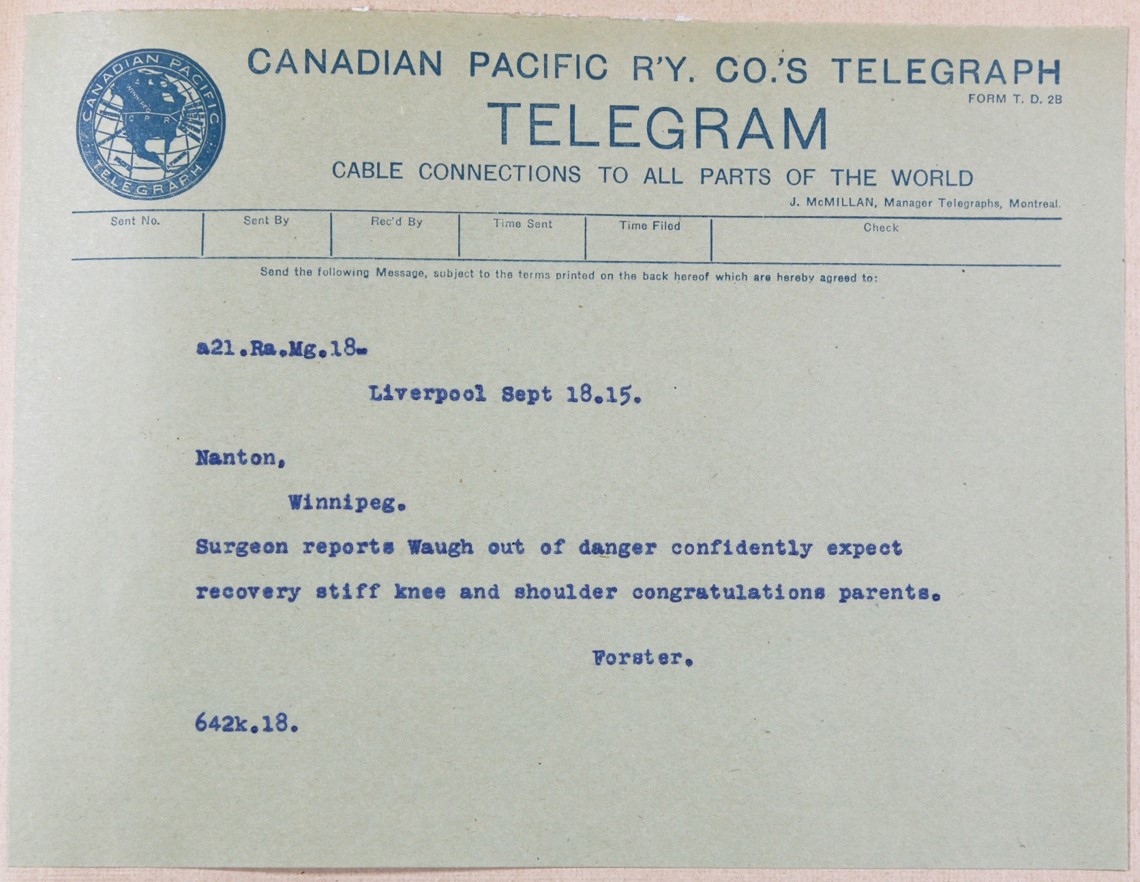 CANADIAN PACIFIC R'Y. CO.'S TELEGRAPH
FORM T. D. 2B
TELEGRAM
CABLE CONNECTIONS TO ALL PARTS OF THE WORLD
J. McMILLAN, Manager Telegraphs, Montreal.
CANADIAN PACIFIC
WINNIPEG
C P R
TELEGRAPH
Sent No. Sent By Rec'd By Time Sent Time Filed Check
Send the following Message, subject to the terms printed on the back hereof which are hereby agreed to:
a21.Ra.Mg.18-
Liverpool Sept 18.15.
Nanton,
Winnipeg.
Surgeon reports Waugh out of danger confidently expect
recovery stiff knee and shoulder congratulations parents.
Forster.
642k.18.